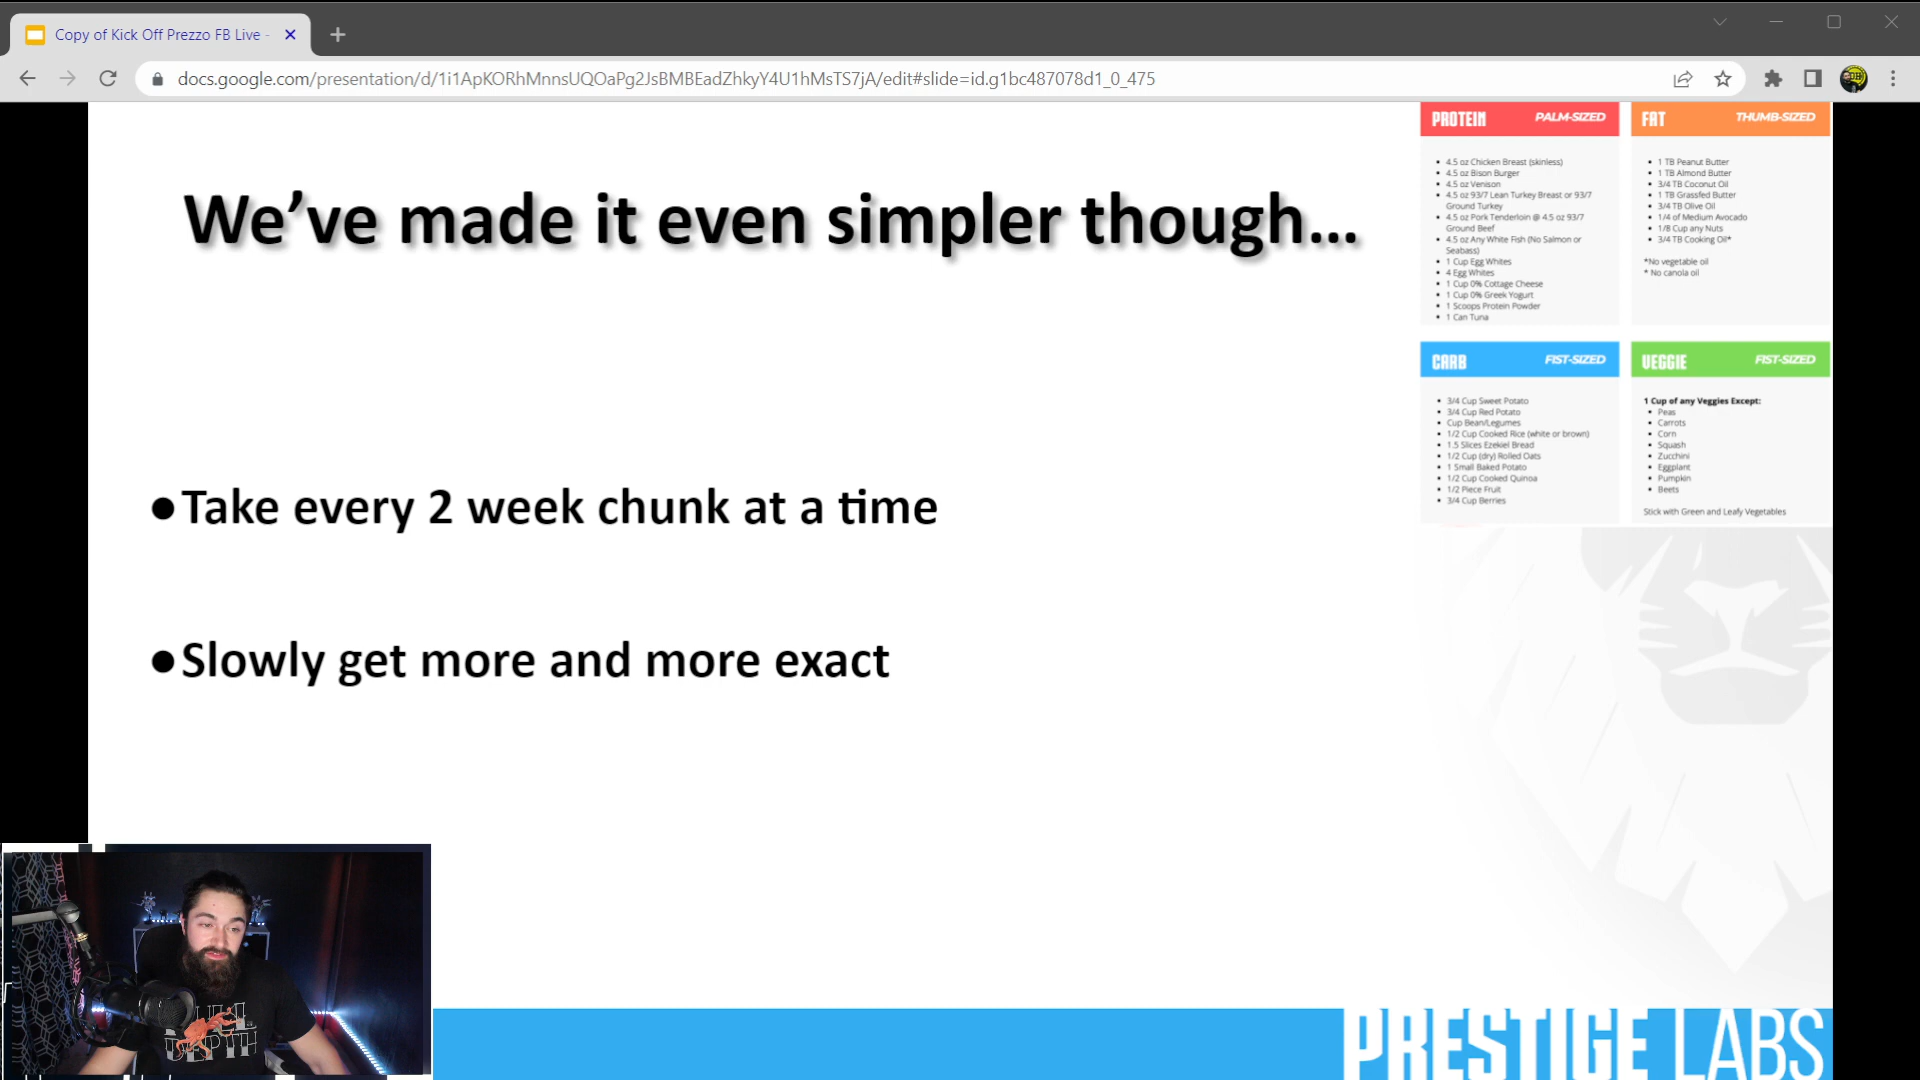 Copy of Kick Off Prezzo FB Live -
docs.google.com/presentation/d/1i1ApKORhMnnsUQOaPg2JsBMBEadZhkyY4U1hMsTS7jA/edit#slide=id.g1bc487078d1_0_475
We’ve made it even simpler though...
●Take every 2 week chunk at a time
●Slowly get more and more exact
PROTEIN PALM-SIZED
• 4.5 oz Chicken Breast (skinless)
• 4.5 oz Bison Burger
• 4.5 oz Venison
• 4.5 oz 93/7 Lean Turkey Breast or 93/7
Ground Turkey
• 4.5 oz Pork Tenderloin @ 4.5 oz 93/7
Ground Beef
• 4.5 oz Any White Fish (No Salmon or
Seabass)
• 1 Cup Egg Whites
• 4 Egg Whites
• 1 Cup 0% Cottage Cheese
• 1 Cup 0% Greek Yogurt
• 1 Scoops Protein Powder
• 1 Can Tuna
FAT THUMB-SIZED
• 1 TB Peanut Butter
• 1 TB Almond Butter
• 3/4 TB Coconut Oil
• 1 TB Grassfed Butter
• 3/4 TB Olive Oil
• 1/4 of Medium Avocado
• 1/8 Cup any Nuts
• 3/4 TB Cooking Oil*
*No vegetable oil
* No canola oil
CARB FIST-SIZED
• 3/4 Cup Sweet Potato
• 3/4 Cup Red Potato
• Cup Bean/Legumes
• 1/2 Cup Cooked Rice (white or brown)
• 1.5 Slices Ezekiel Bread
• 1/2 Cup (dry) Rolled Oats
• 1 Small Baked Potato
• 1/2 Cup Cooked Quinoa
• 1/2 Piece Fruit
• 3/4 Cup Berries
VEGGIE FIST-SIZED
1 Cup of any Veggies Except:
• Peas
• Carrots
• Corn
• Squash
• Zucchini
• Eggplant
• Pumpkin
• Beets
Stick with Green and Leafy Vegetables
DEPTH
PRESTIGE LABS